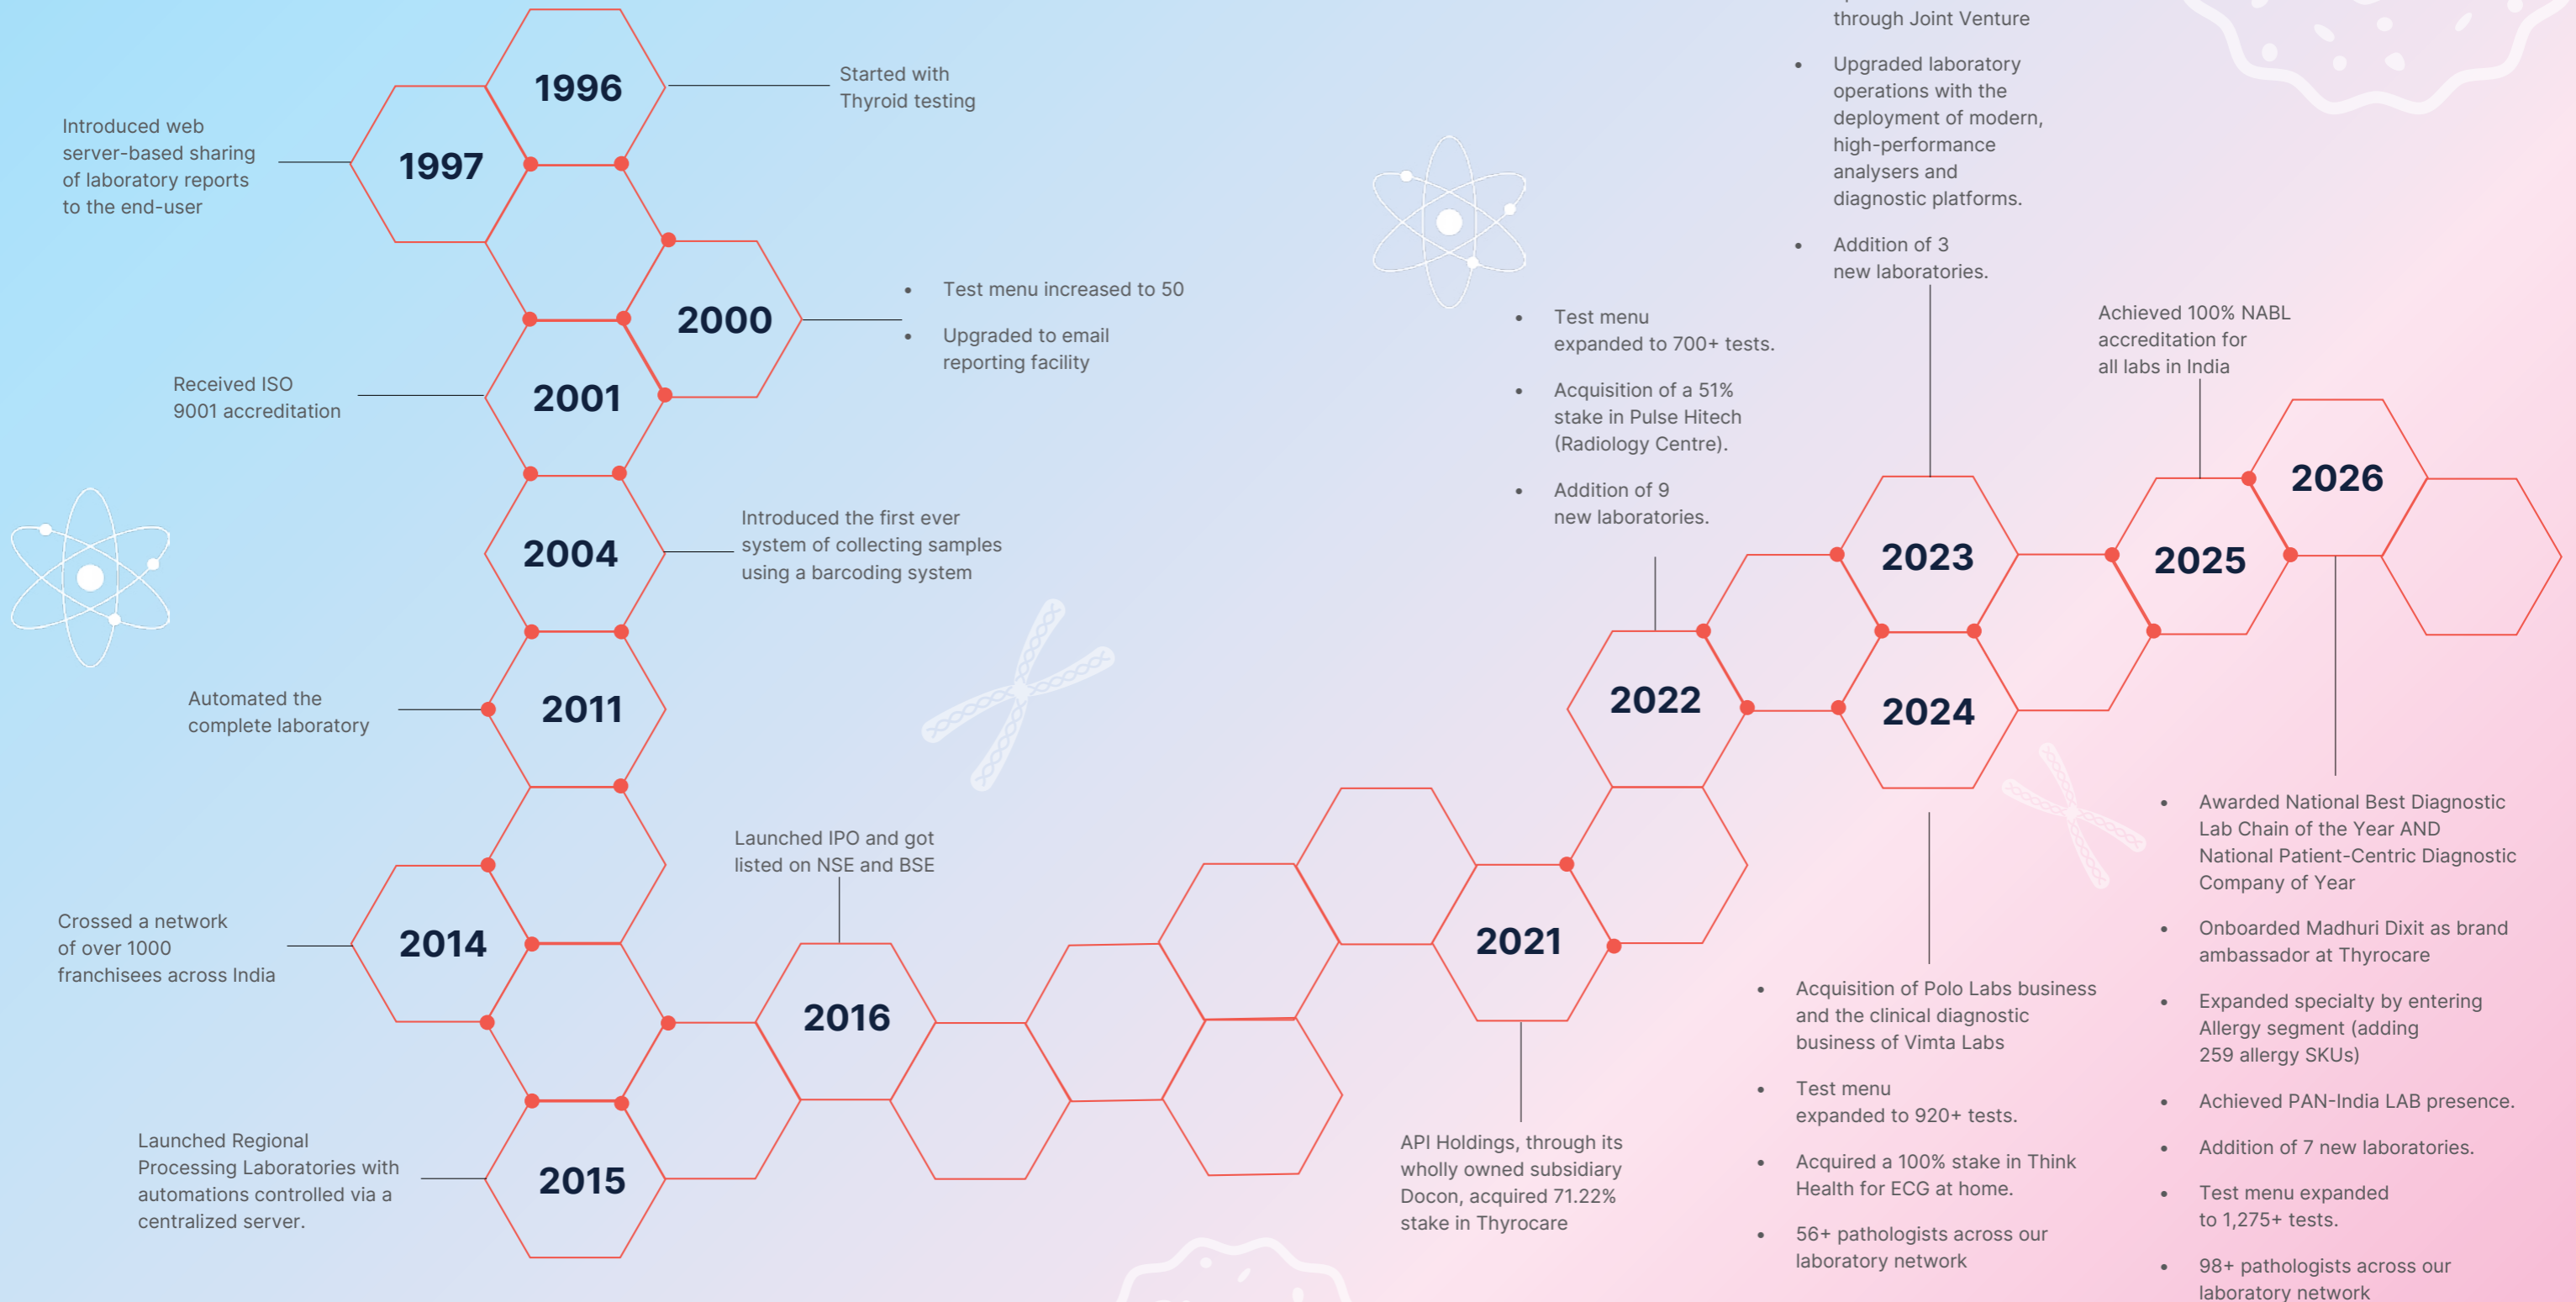 1996
Started with
Thyroid testing
1997
Introduced web
server-based sharing
of laboratory reports
to the end-user
2000
• Test menu increased to 50
• Upgraded to email
reporting facility
2001
Received ISO
9001 accreditation
2004
Introduced the first ever
system of collecting samples
using a barcoding system
2011
Automated the
complete laboratory
2014
Crossed a network
of over 1000
franchisees across India
2015
Launched Regional
Processing Laboratories with
automations controlled via a
centralized server.
2016
Launched IPO and got
listed on NSE and BSE
2021
API Holdings, through its
wholly owned subsidiary
Docon, acquired 71.22%
stake in Thyrocare
2022
• Test menu
expanded to 700+ tests.
• Acquisition of a 51%
stake in Pulse Hitech
(Radiology Centre).
• Addition of 9
new laboratories.
2023
through Joint Venture
• Upgraded laboratory
operations with the
deployment of modern,
high-performance
analysers and
diagnostic platforms.
• Addition of 3
new laboratories.
2024
• Acquisition of Polo Labs business
and the clinical diagnostic
business of Vimta Labs
• Test menu
expanded to 920+ tests.
• Acquired a 100% stake in Think
Health for ECG at home.
• 56+ pathologists across our
laboratory network
2025
Achieved 100% NABL
accreditation for
all labs in India
2026
• Awarded National Best Diagnostic
Lab Chain of the Year AND
National Patient-Centric Diagnostic
Company of Year
• Onboarded Madhuri Dixit as brand
ambassador at Thyrocare
• Expanded specialty by entering
Allergy segment (adding
259 allergy SKUs)
• Achieved PAN-India LAB presence.
• Addition of 7 new laboratories.
• Test menu expanded
to 1,275+ tests.
• 98+ pathologists across our
laboratory network